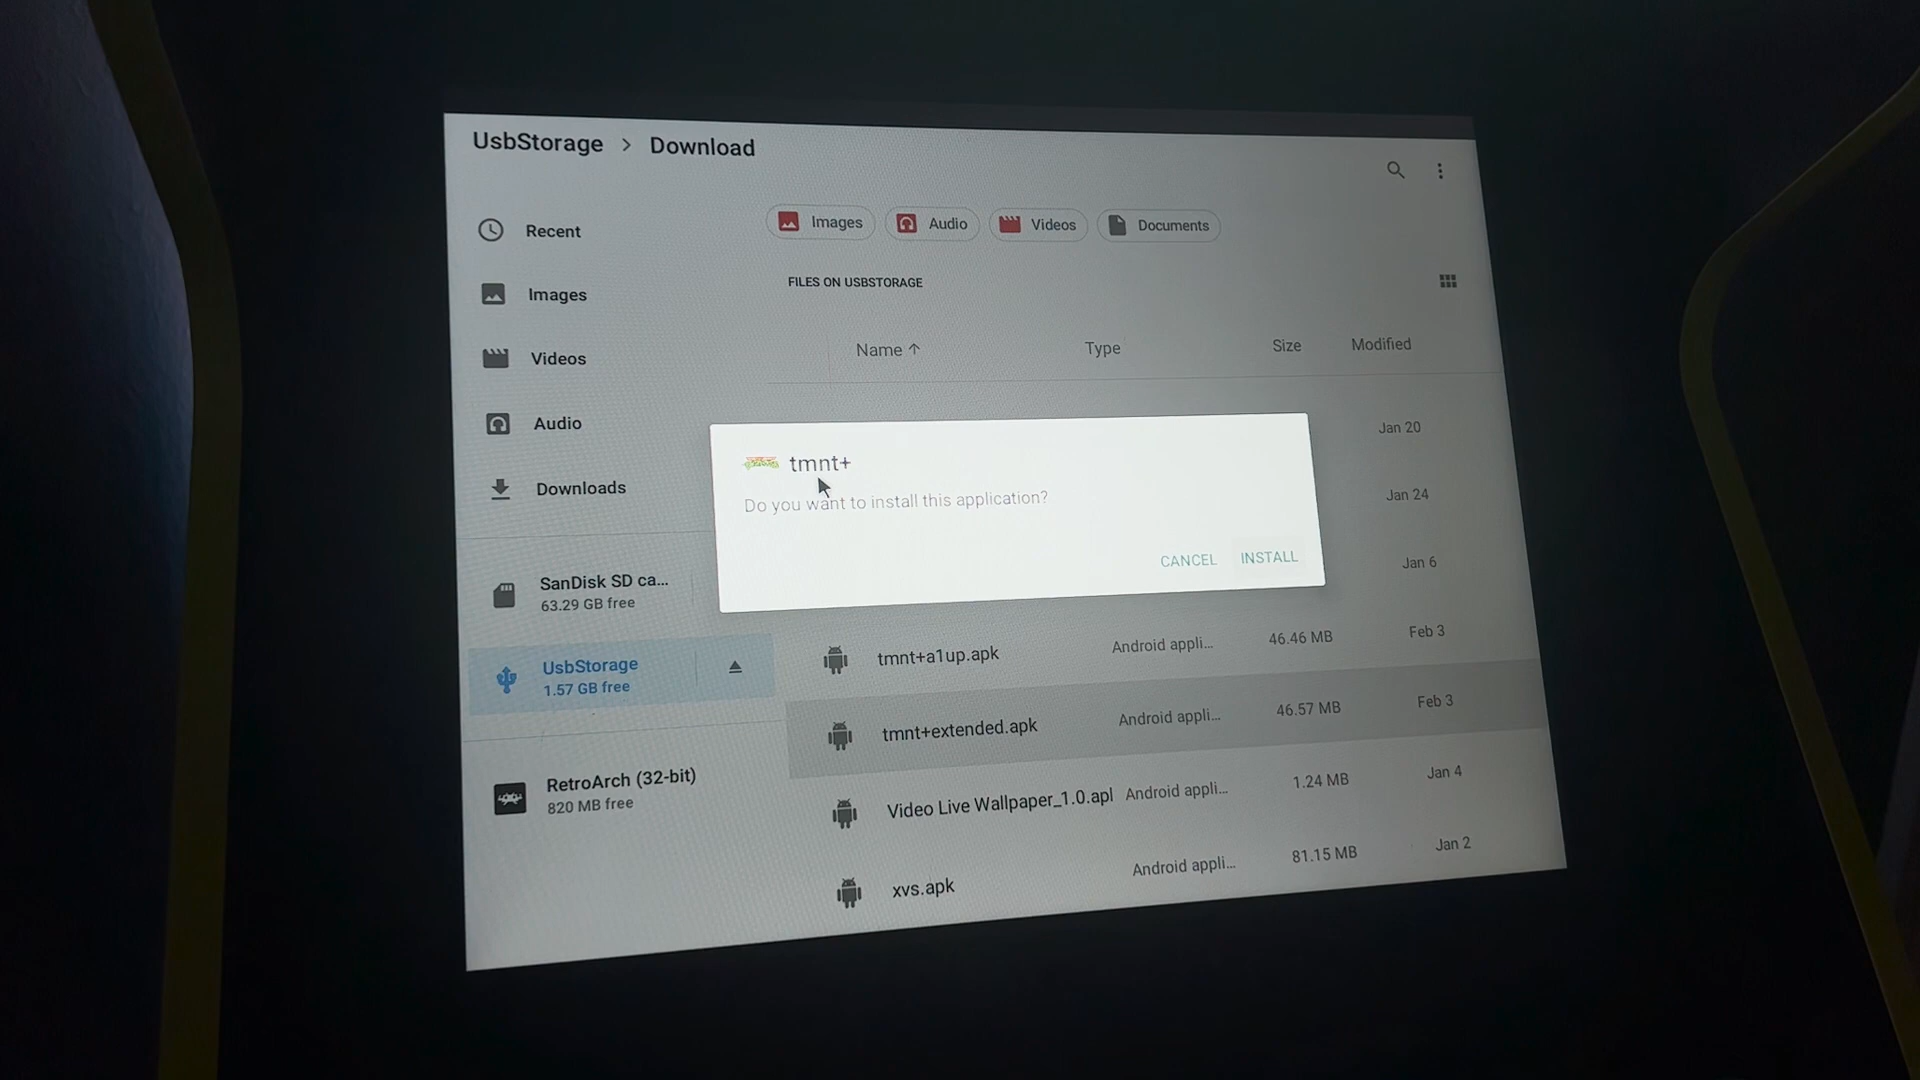 UsbStorage > Download
Recent
Images
Videos
Audio
Downloads
SanDisk SD ca...
63.29 GB free
UsbStorage
1.57 GB free
RetroArch (32-bit)
820 MB free
Images
Audio
Videos
Documents
FILES ON USBSTORAGE
Name ↑ Type Size Modified
Jan 20
Jan 24
Jan 6
tmnt+
Do you want to install this application?
CANCEL INSTALL
tmnt+a1up.apk Android appli... 46.46 MB Feb 3
tmnt+extended.apk Android appli... 46.57 MB Feb 3
Video Live Wallpaper_1.0.apl Android appli... 1.24 MB Jan 4
xvs.apk Android appli... 81.15 MB Jan 2